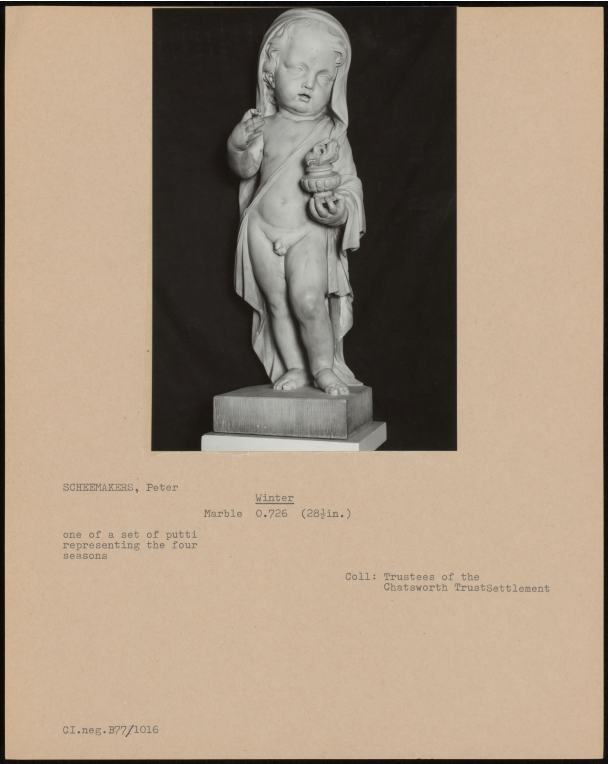 SCHEEMAKERS, Peter
Winter
Marble 0.726 (28½in.)
one of a set of putti
representing the four
seasons
Coll: Trustees of the
Chatsworth TrustSettlement
CI.neg.B77/1016